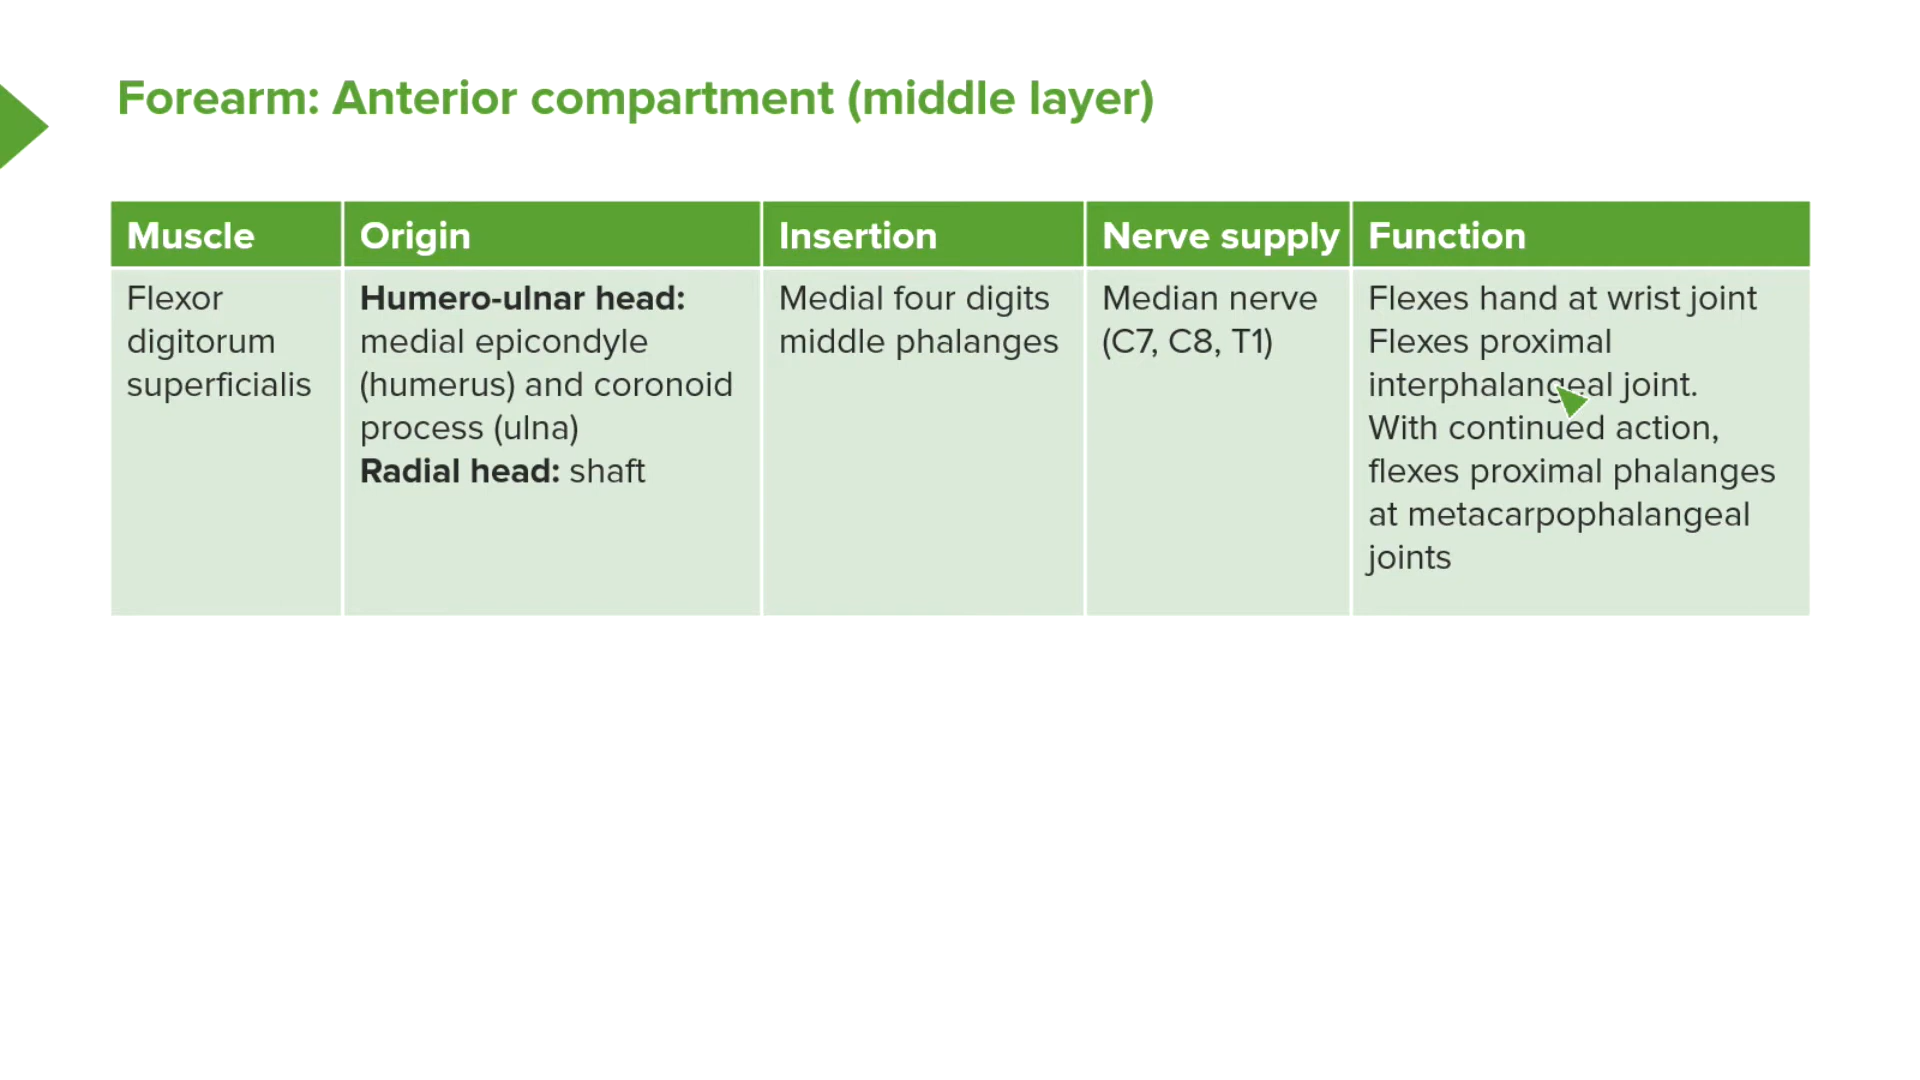 Forearm: Anterior compartment (middle layer)
Muscle
Origin
Insertion
Nerve supply
Function
Flexor
digitorum
superficialis
Humero-ulnar head:
medial epicondyle
(humerus) and coronoid
process (ulna)
Radial head: shaft
Medial four digits
middle phalanges
Median nerve
(C7, C8, T1)
Flexes hand at wrist joint
Flexes proximal
interphalangeal joint.
With continued action,
flexes proximal phalanges
at metacarpophalangeal
joints